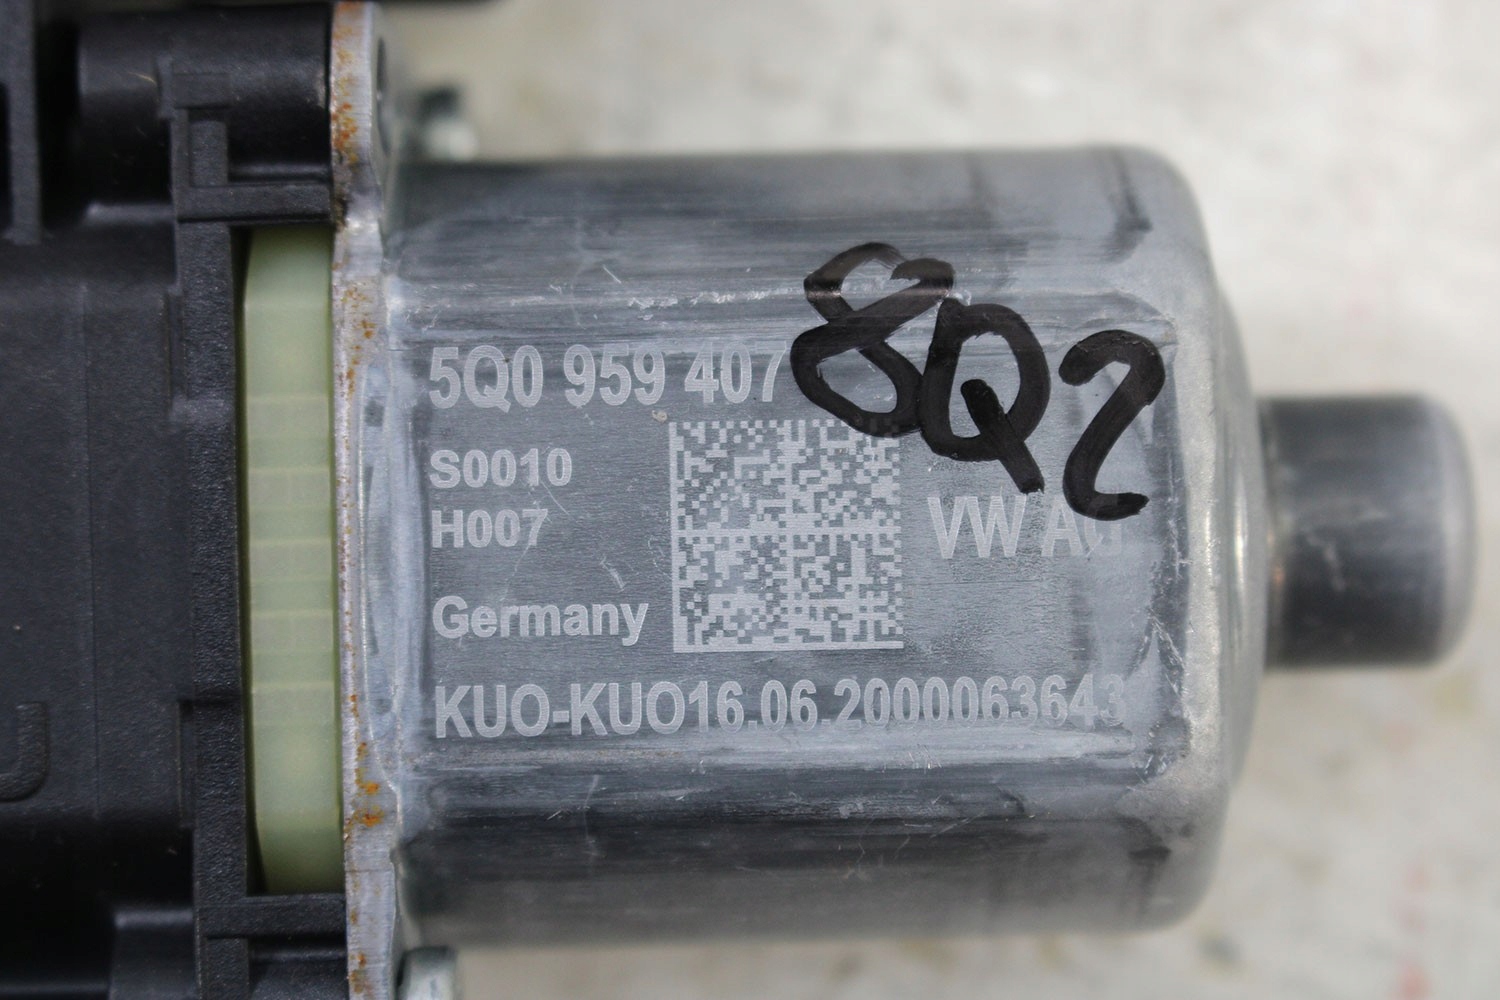 8Q2
5Q0 959 407
S0010
H007
VW AG
Germany
KUO-KUO16.06.2000063643